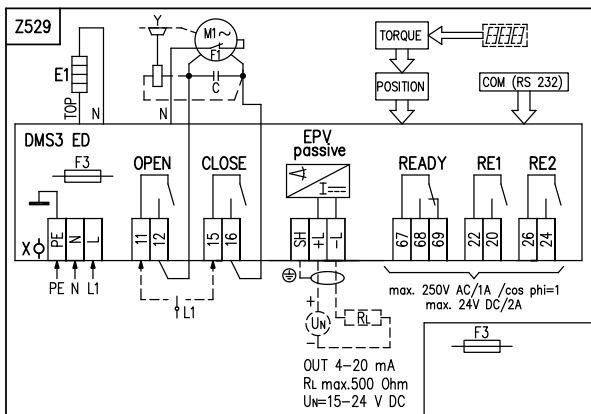 Z529
Y
M1~
F1
C
E1
TOP
N
N
TORQUE
POSITION
COM (RS 232)
DMS3 ED
F3
OPEN
CLOSE
EPV
passive
READY
RE1
RE2
X
PE
N
L
11
12
15
16
I
SH
+L
-L
67
68
69
22
20
26
24
PE N L1
L1
+
UN
-
RL
max. 250V AC/1A /cos phi=1
max. 24V DC/2A
OUT 4-20 mA
RL max.500 Ohm
UN=15-24 V DC
F3